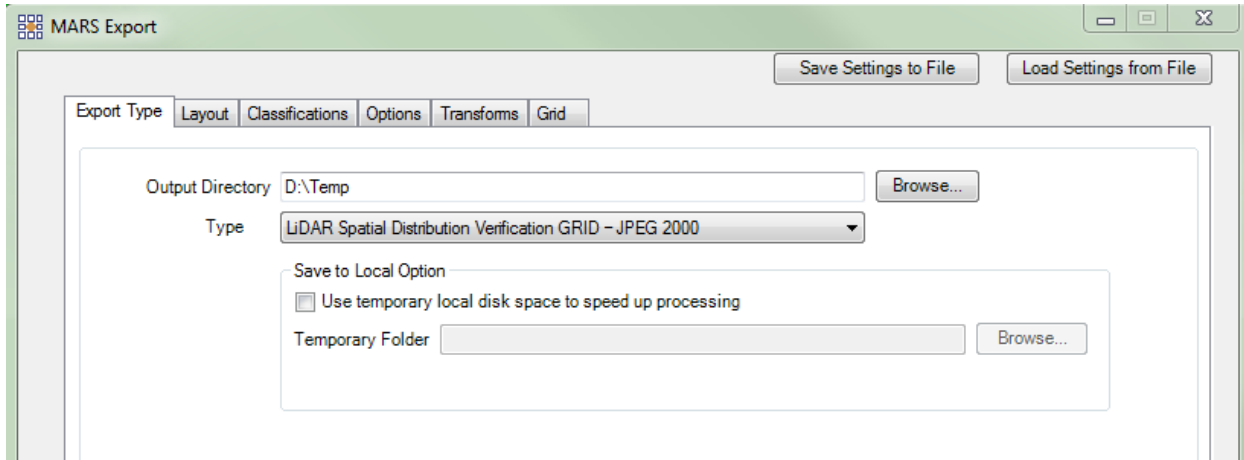 MARS Export
Save Settings to File Load Settings from File
Export Type Layout Classifications Options Transforms Grid
Output Directory D:\Temp Browse...
Type LiDAR Spatial Distribution Verification GRID – JPEG 2000
Save to Local Option
Use temporary local disk space to speed up processing
Temporary Folder Browse...